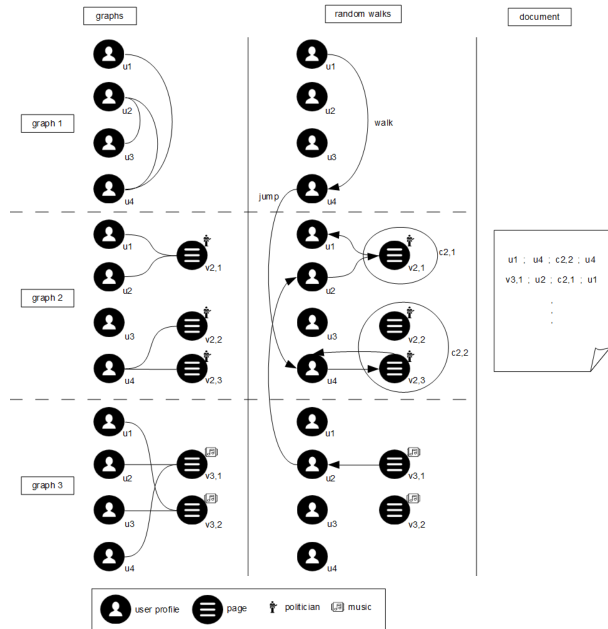 graphs
random walks
document
u1
u2
graph 1
u3
u4
u1
u2
walk
u3
u4
jump
u1
v2,1
u2
graph 2
u3
v2,2
u4
v2,3
u1
c2,1
v2,1
u2
u3
v2,2
c2,2
u4
v2,3
u1 ; u4 ; c2,2 ; u4
v3,1 ; u2 ; c2,1 ; u1
.
.
.
u1
u2
v3,1
graph 3
u3
v3,2
u4
u1
u2
v3,1
u3
v3,2
u4
user profile
page
politician
music